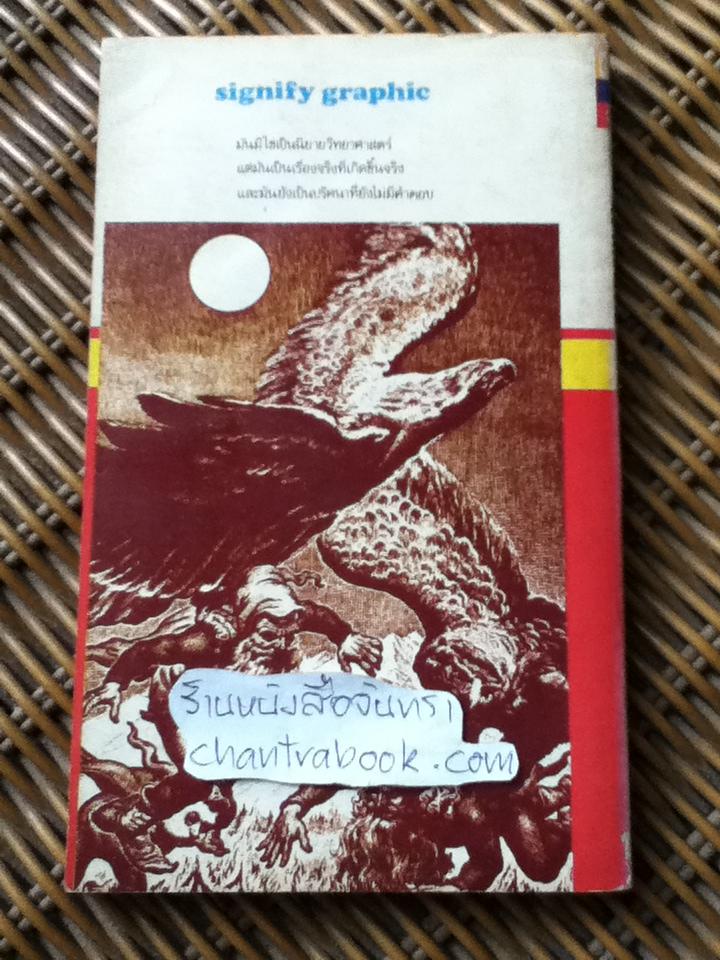 signify graphic
มันมิใช่เป็นนิยายวิทยาศาสตร์
แต่มันเป็นเรื่องจริงที่เกิดขึ้นจริง
และมันยังเป็นปริศนาที่ยังไม่มีคำตอบ
ร้านหนังสือจันทรา
chantrabook.com